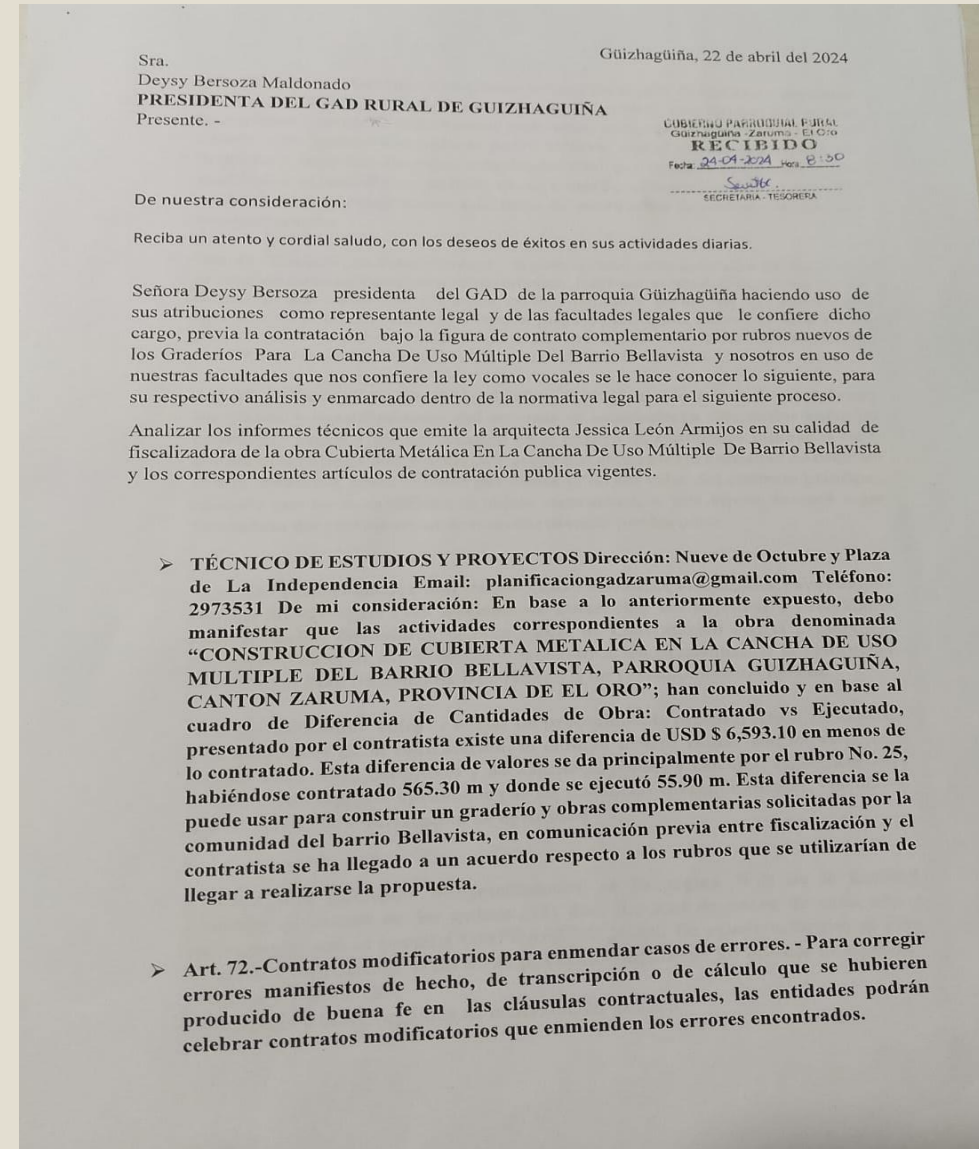 Güizhagüiña, 22 de abril del 2024
Sra.
Deysy Bersoza Maldonado
PRESIDENTA DEL GAD RURAL DE GUIZHAGUIÑA
Presente. -
GOBIERNO PARROQUIAL RURAL
Güizhagüiña - Zaruma - El Oro
RECIBIDO
Fecha: 24-04-2024 Hora 8:30
SECRETARIA - TESORERA
De nuestra consideración:
Reciba un atento y cordial saludo, con los deseos de éxitos en sus actividades diarias.
Señora Deysy Bersoza presidenta del GAD de la parroquia Güizhagüiña haciendo uso de
sus atribuciones como representante legal y de las facultades legales que le confiere dicho
cargo, previa la contratación bajo la figura de contrato complementario por rubros nuevos de
los Graderíos Para La Cancha De Uso Múltiple Del Barrio Bellavista y nosotros en uso de
nuestras facultades que nos confiere la ley como vocales se le hace conocer lo siguiente, para
su respectivo análisis y enmarcado dentro de la normativa legal para el siguiente proceso.
Analizar los informes técnicos que emite la arquitecta Jessica León Armijos en su calidad de
fiscalizadora de la obra Cubierta Metálica En La Cancha De Uso Múltiple De Barrio Bellavista
y los correspondientes artículos de contratación publica vigentes.
➢ TÉCNICO DE ESTUDIOS Y PROYECTOS Dirección: Nueve de Octubre y Plaza
de La Independencia Email: planificaciongadzaruma@gmail.com Teléfono:
2973531 De mi consideración: En base a lo anteriormente expuesto, debo
manifestar que las actividades correspondientes a la obra denominada
“CONSTRUCCION DE CUBIERTA METALICA EN LA CANCHA DE USO
MULTIPLE DEL BARRIO BELLAVISTA, PARROQUIA GUIZHAGUIÑA,
CANTON ZARUMA, PROVINCIA DE EL ORO”; han concluido y en base al
cuadro de Diferencia de Cantidades de Obra: Contratado vs Ejecutado,
presentado por el contratista existe una diferencia de USD $ 6,593.10 en menos de
lo contratado. Esta diferencia de valores se da principalmente por el rubro No. 25,
habiéndose contratado 565.30 m y donde se ejecutó 55.90 m. Esta diferencia se la
puede usar para construir un graderío y obras complementarias solicitadas por la
comunidad del barrio Bellavista, en comunicación previa entre fiscalización y el
contratista se ha llegado a un acuerdo respecto a los rubros que se utilizarían de
llegar a realizarse la propuesta.
➢ Art. 72.-Contratos modificatorios para enmendar casos de errores. - Para corregir
errores manifiestos de hecho, de transcripción o de cálculo que se hubieren
producido de buena fe en las cláusulas contractuales, las entidades podrán
celebrar contratos modificatorios que enmienden los errores encontrados.